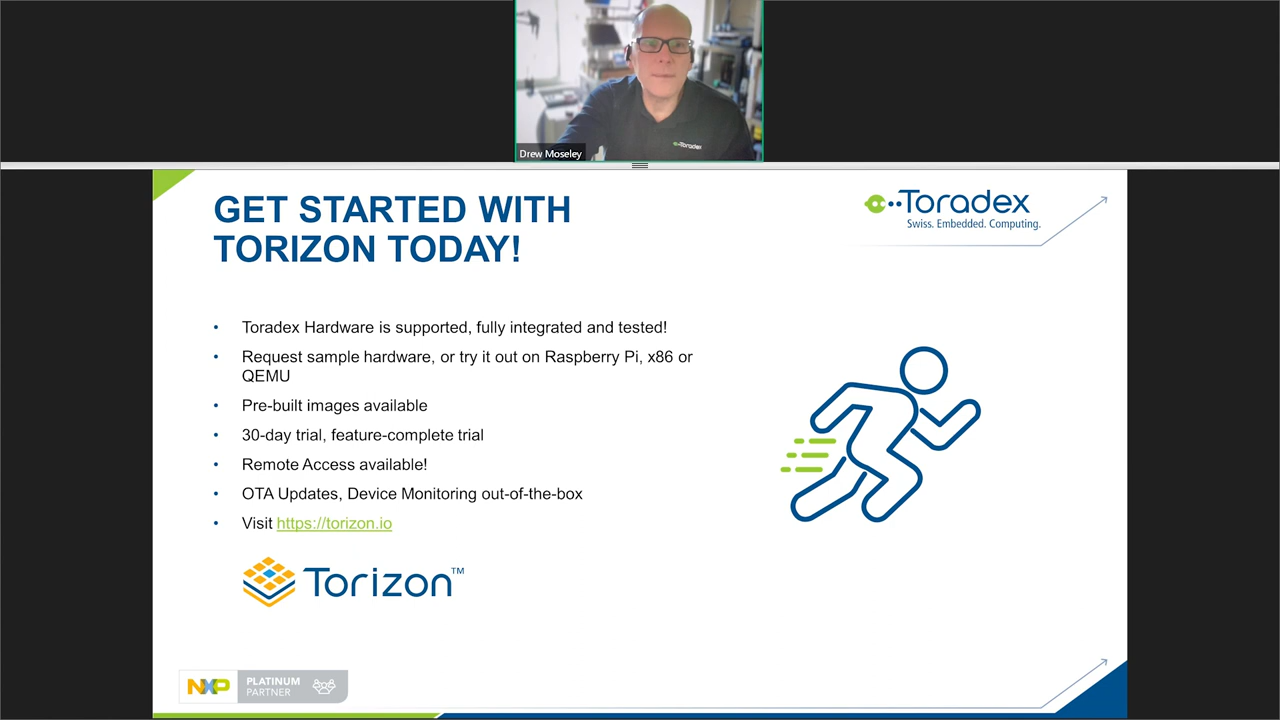 Drew Moseley
Toradex
GET STARTED WITH
TORIZON TODAY!
Toradex
Swiss. Embedded. Computing.
• Toradex Hardware is supported, fully integrated and tested!
• Request sample hardware, or try it out on Raspberry Pi, x86 or
QEMU
• Pre-built images available
• 30-day trial, feature-complete trial
• Remote Access available!
• OTA Updates, Device Monitoring out-of-the-box
• Visit https://torizon.io
Torizon™
NXP
PLATINUM
PARTNER